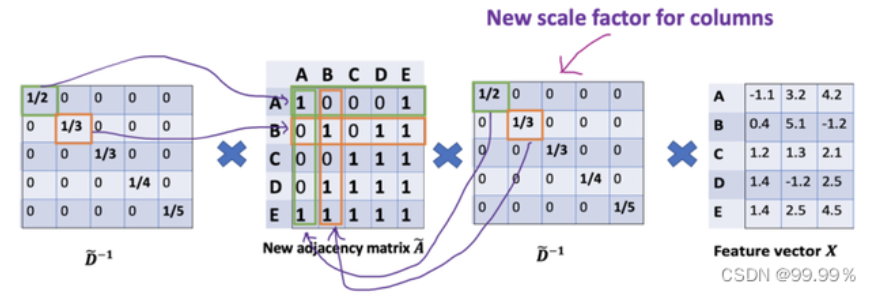 New scale factor for columns
1/2 0 0 0 0
0 1/3 0 0 0
0 0 1/3 0 0
0 0 0 1/4 0
0 0 0 0 1/5
D̃⁻¹
A B C D E
A 1 0 0 0 1
B 0 1 0 1 1
C 0 0 1 1 1
D 0 1 1 1 1
E 1 1 1 1 1
New adjacency matrix Ã
1/2 0 0 0 0
0 1/3 0 0 0
0 0 1/3 0 0
0 0 0 1/4 0
0 0 0 0 1/5
D̃⁻¹
A -1.1 3.2 4.2
B 0.4 5.1 -1.2
C 1.2 1.3 2.1
D 1.4 -1.2 2.5
E 1.4 2.5 4.5
Feature vector X
CSDN @99.99%